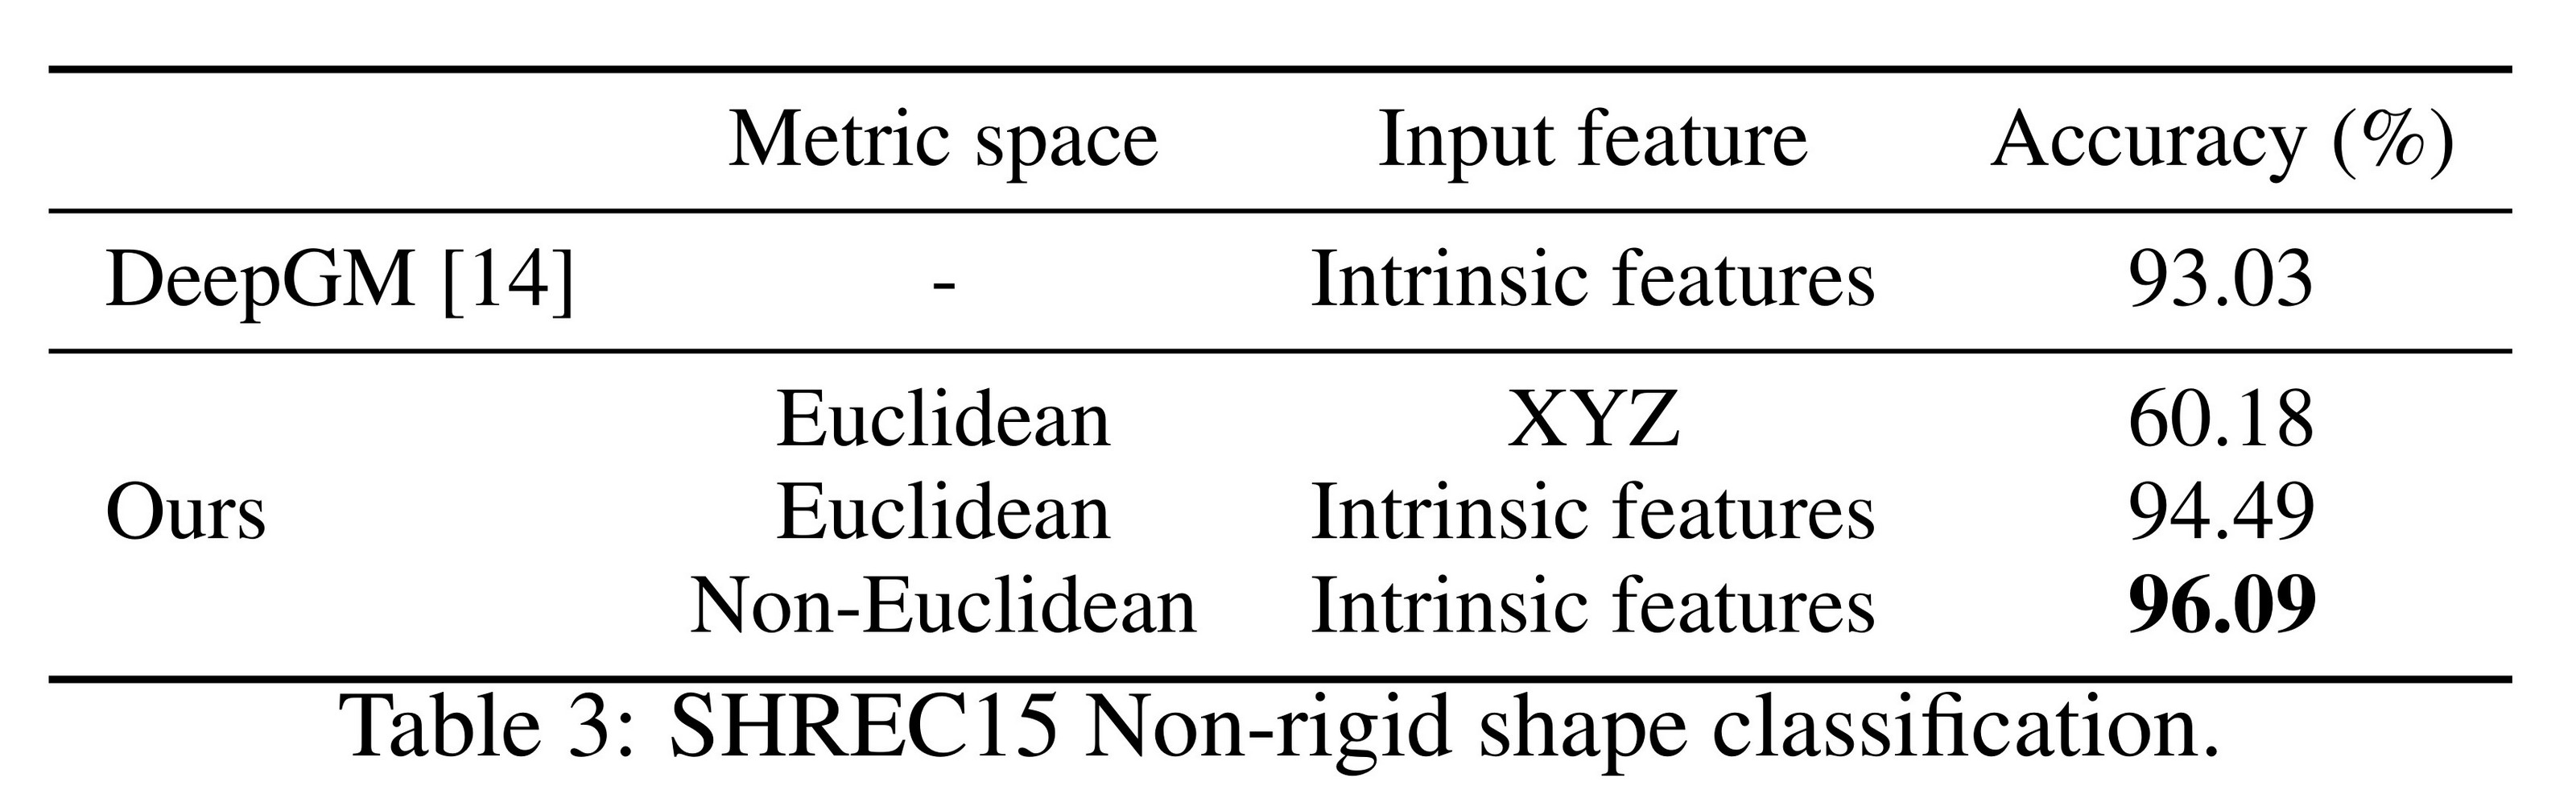 Metric space Input feature Accuracy (%)
DeepGM [14] - Intrinsic features 93.03
Euclidean XYZ 60.18
Ours Euclidean Intrinsic features 94.49
Non-Euclidean Intrinsic features 96.09
Table 3: SHREC15 Non-rigid shape classification.